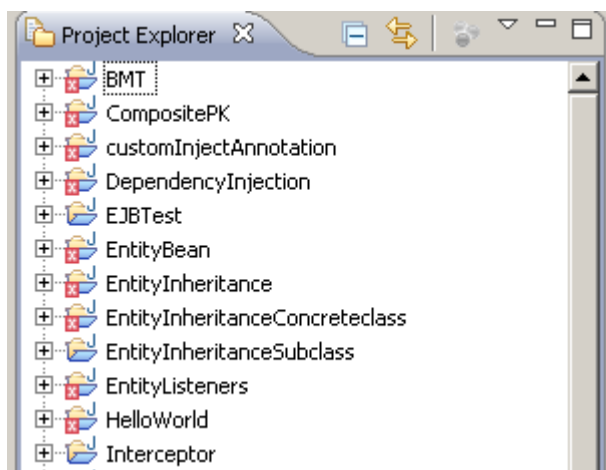 Project Explorer
BMT
CompositePK
customInjectAnnotation
DependencyInjection
EJBTest
EntityBean
EntityInheritance
EntityInheritanceConcreteclass
EntityInheritanceSubclass
EntityListeners
HelloWorld
Interceptor